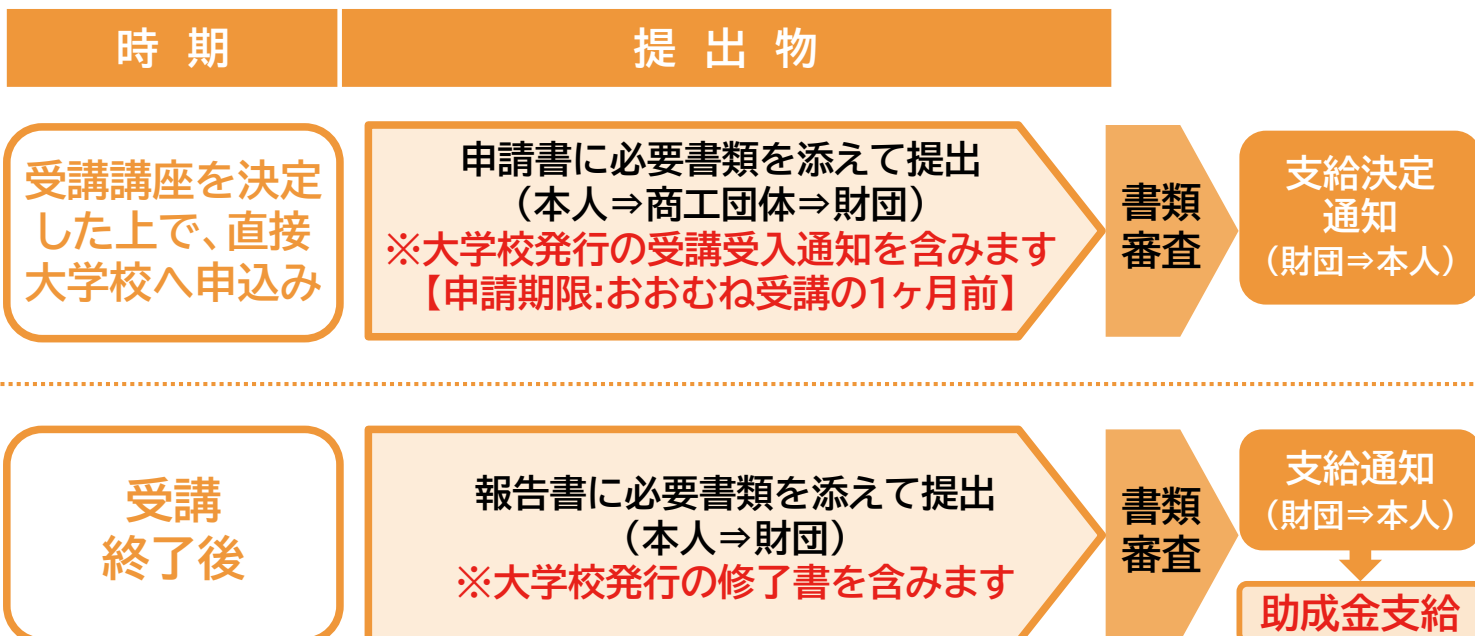 時期
提出物
受講講座を決定
した上で、直接
大学校へ申込み
申請書に必要書類を添えて提出
（本人⇒商工団体⇒財団）
※大学校発行の受講受入通知を含みます
【申請期限:おおむね受講の1ヶ月前】
書類
審査
支給決定
通知
（財団⇒本人）
受講
終了後
報告書に必要書類を添えて提出
（本人⇒財団）
※大学校発行の修了書を含みます
書類
審査
支給通知
（財団⇒本人）
助成金支給